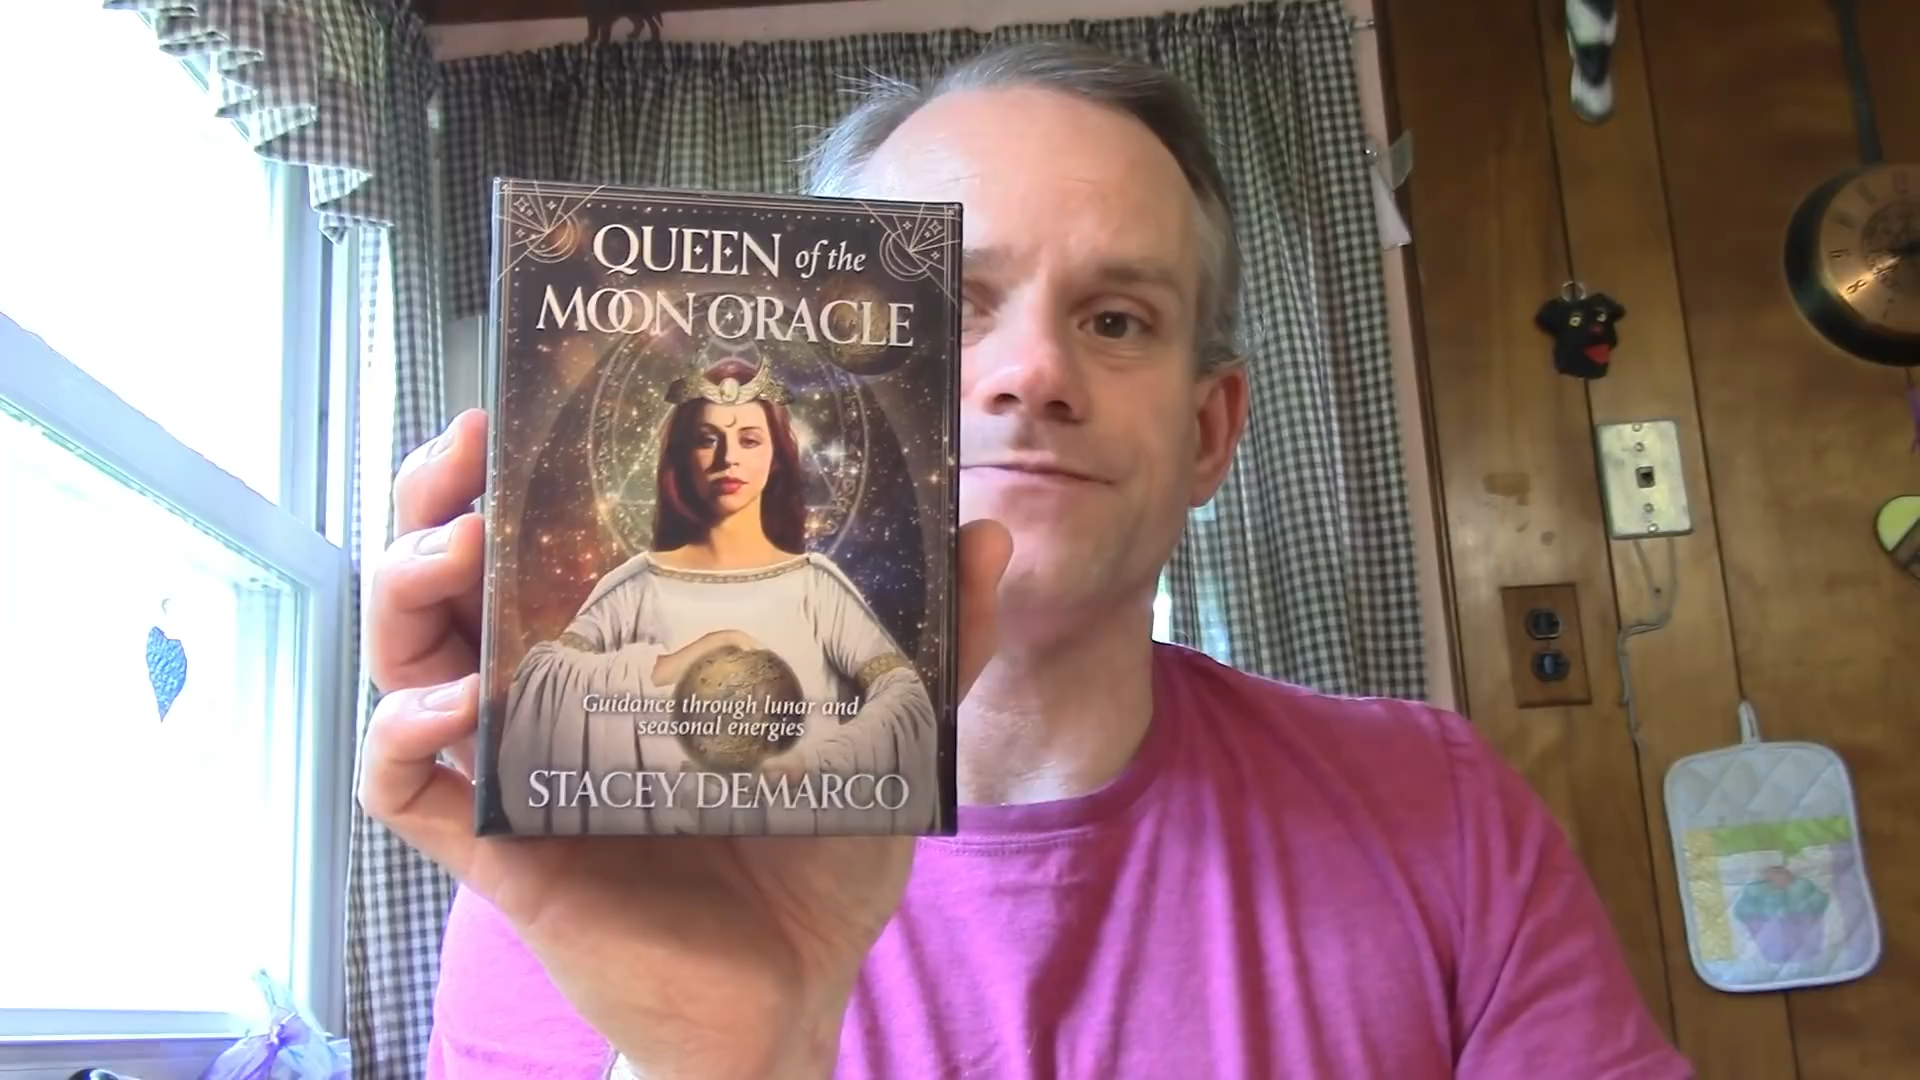 QUEEN of the
MOON ORACLE
Guidance through lunar and
seasonal energies
STACEY DEMARCO